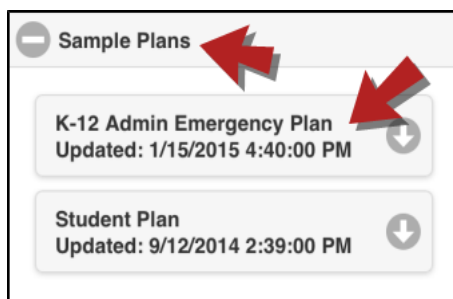 Sample Plans
K-12 Admin Emergency Plan
Updated: 1/15/2015 4:40:00 PM
Student Plan
Updated: 9/12/2014 2:39:00 PM